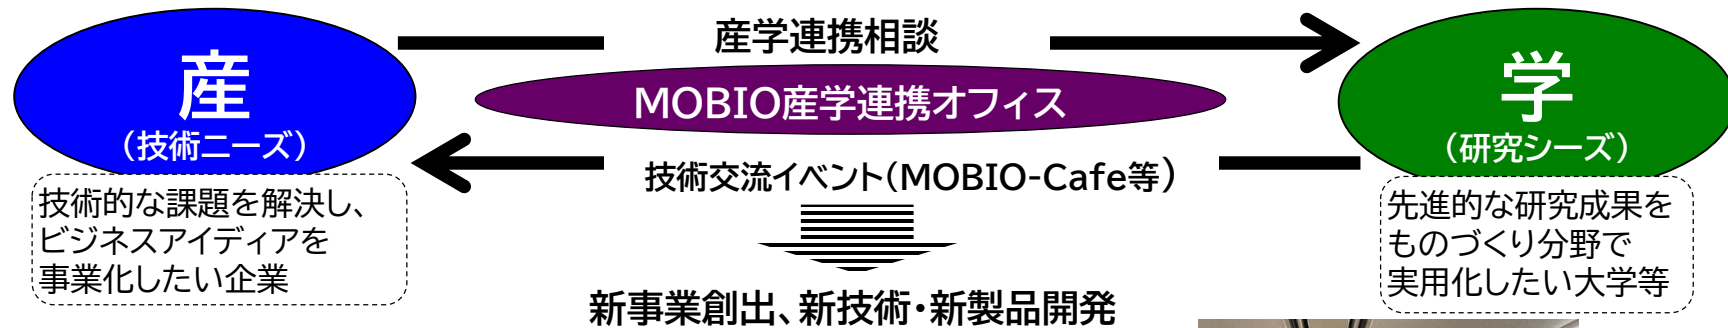 産
（技術ニーズ）
技術的な課題を解決し、
ビジネスアイディアを
事業化したい企業
産学連携相談
MOBIO産学連携オフィス
技術交流イベント（MOBIO-Cafe等）
新事業創出、新技術・新製品開発
学
（研究シーズ）
先進的な研究成果を
ものづくり分野で
実用化したい大学等